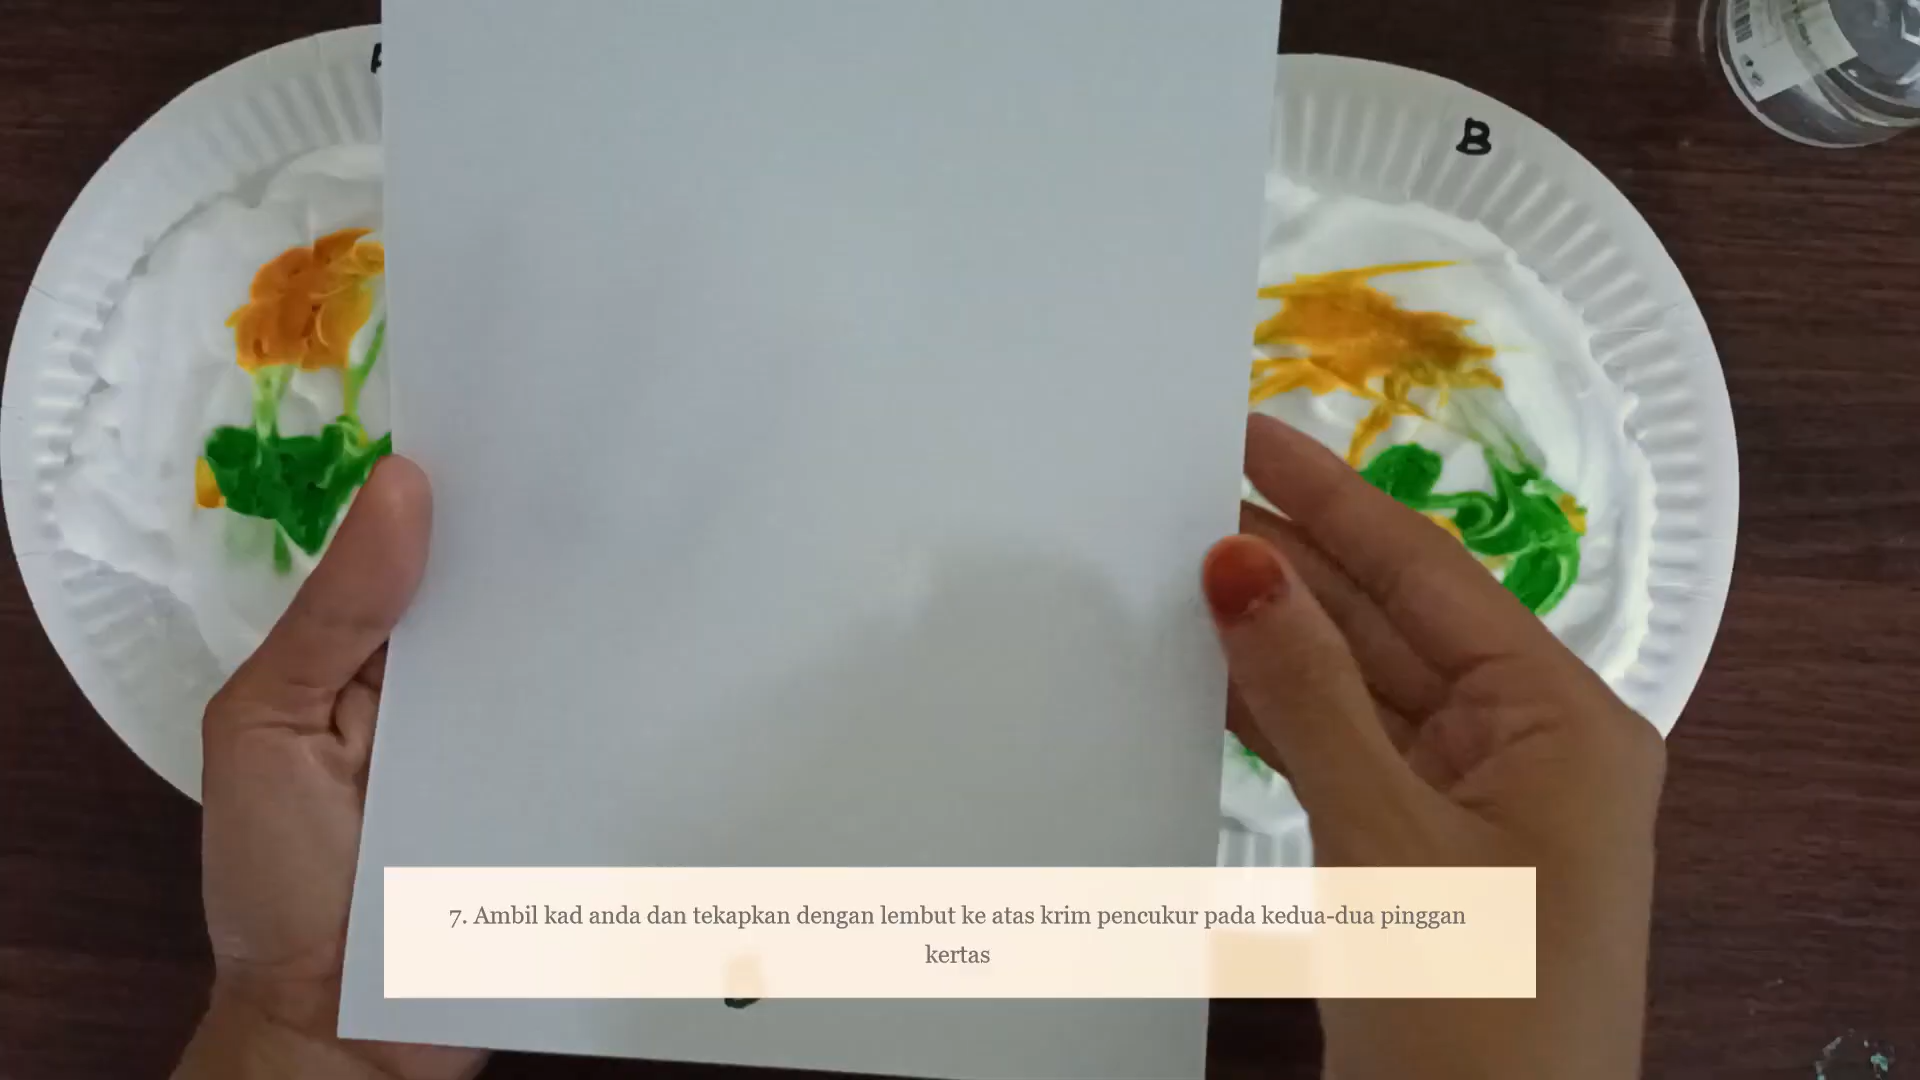 B
7. Ambil kad anda dan tekapkan dengan lembut ke atas krim pencukur pada kedua-dua pinggan
kertas